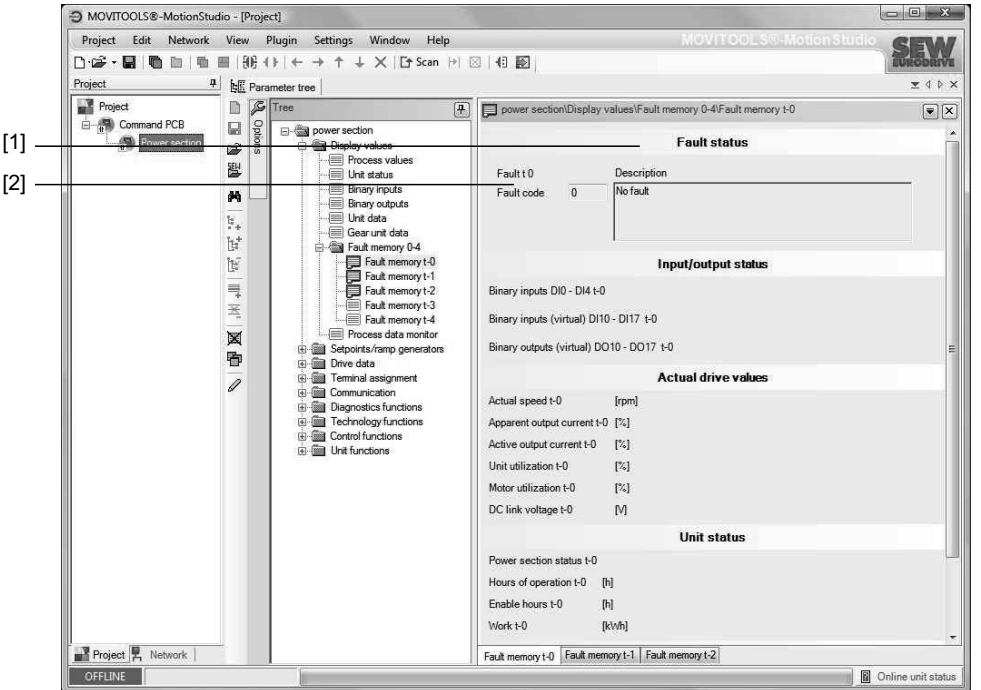 MOVITOOLS®-MotionStudio - [Project]
Project Edit Network View Plugin Settings Window Help
MOVITOOLS®-MotionStudio
SEW
EURODRIVE
Scan
Project
Parameter tree
Project
Command PCB
Power section
Options
Tree
power section
Display values
Process values
Unit status
Binary inputs
Binary outputs
Unit data
Gear unit data
Fault memory 0-4
Fault memory t-0
Fault memory t-1
Fault memory t-2
Fault memory t-3
Fault memory t-4
Process data monitor
Setpoints/ramp generators
Drive data
Terminal assignment
Communication
Diagnostics functions
Technology functions
Control functions
Unit functions
power section\Display values\Fault memory 0-4\Fault memory t-0
[1]
[2]
Fault status
Fault t 0 Description
Fault code 0 No fault
Input/output status
Binary inputs DI0 - DI4 t-0
Binary inputs (virtual) DI10 - DI17 t-0
Binary outputs (virtual) DO10 - DO17 t-0
Actual drive values
Actual speed t-0 [rpm]
Apparent output current t-0 [%]
Active output current t-0 [%]
Unit utilization t-0 [%]
Motor utilization t-0 [%]
DC link voltage t-0 [V]
Unit status
Power section status t-0
Hours of operation t-0 [h]
Enable hours t-0 [h]
Work t-0 [kWh]
Project Network
Fault memory t-0 Fault memory t-1 Fault memory t-2
OFFLINE
Online unit status